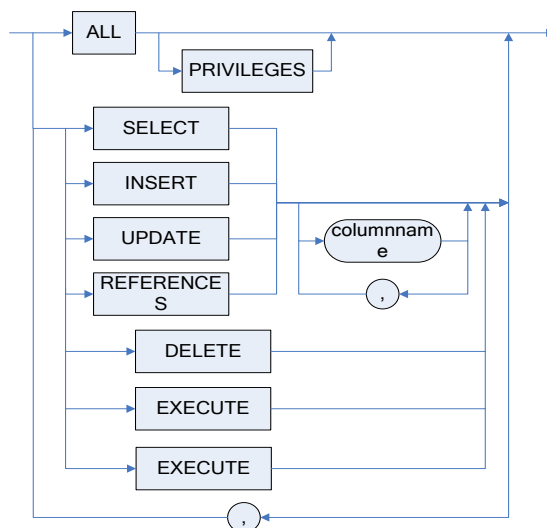 ALL
PRIVILEGES
SELECT
INSERT
UPDATE
columnnam
e
REFERENCE
S
,
DELETE
EXECUTE
EXECUTE
,